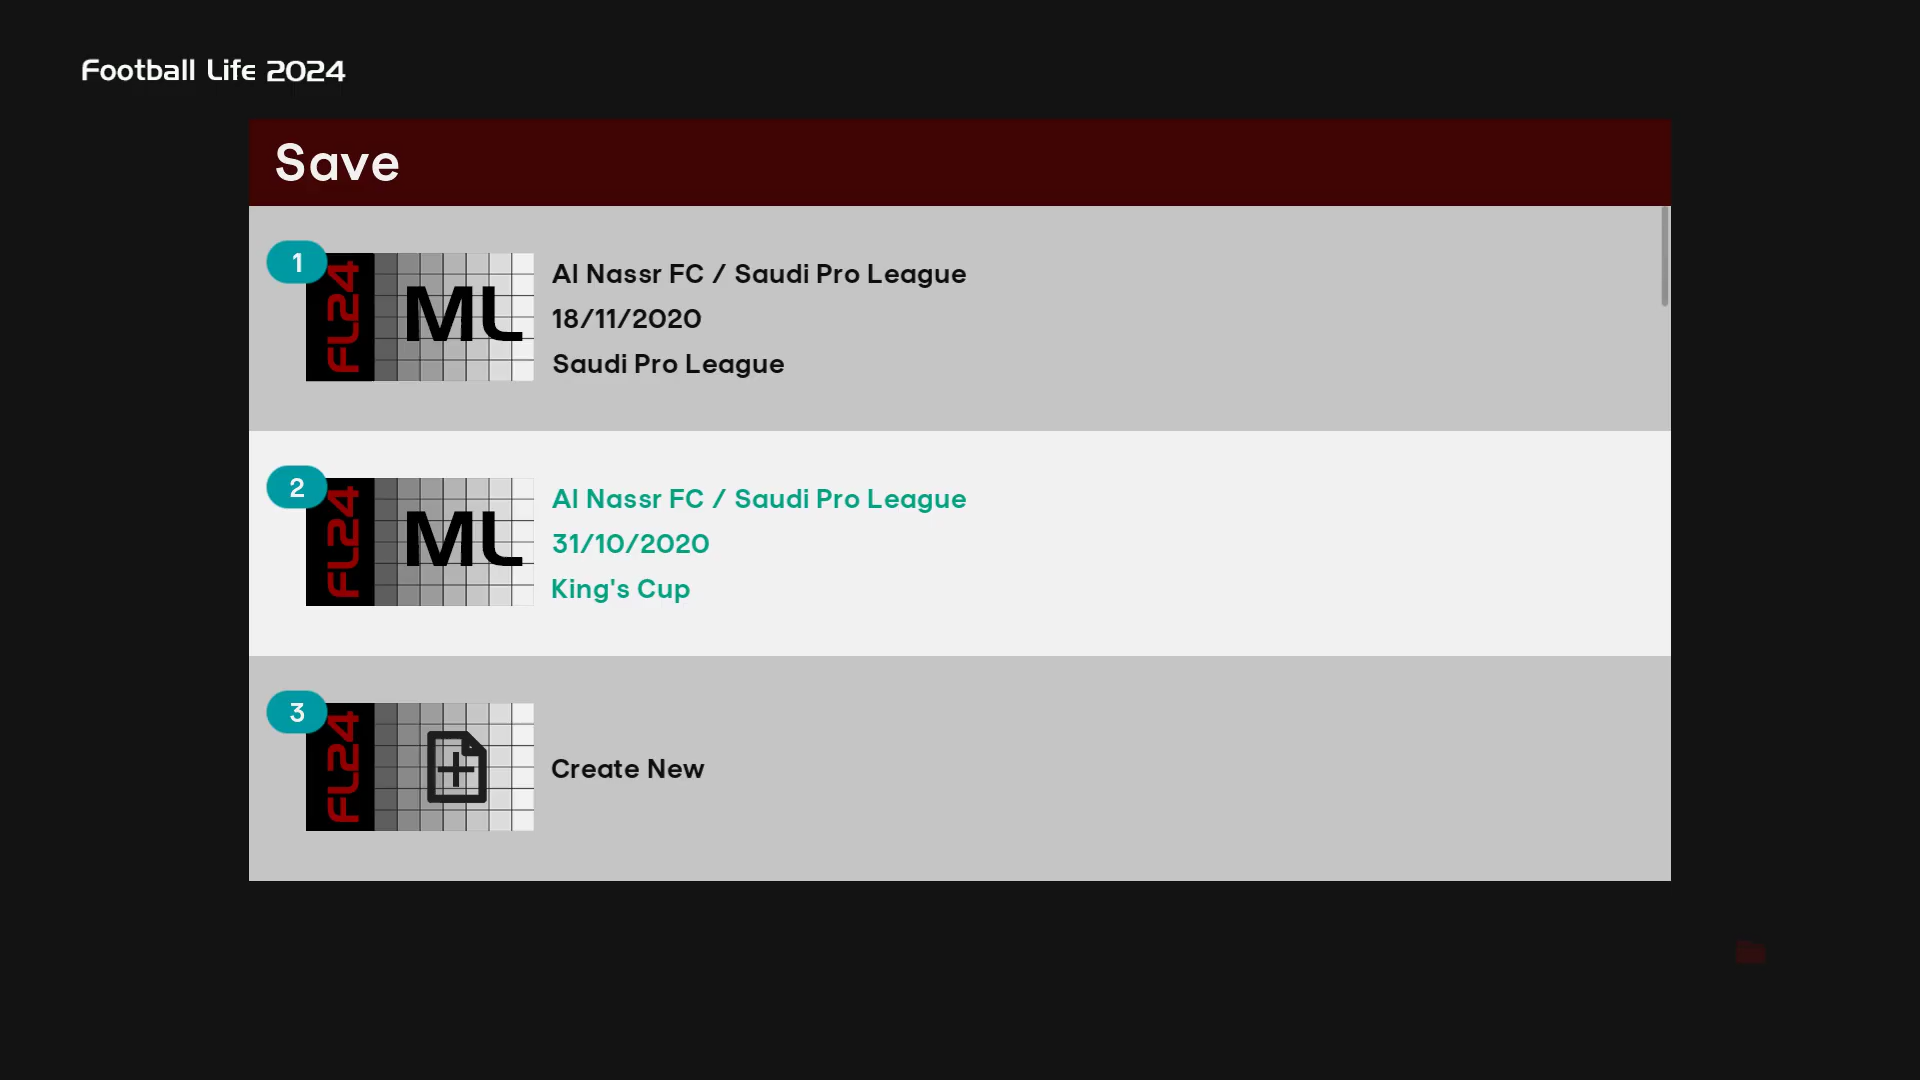 Football Life 2024
Save
1
FL24
ML
Al Nassr FC / Saudi Pro League
18/11/2020
Saudi Pro League
2
FL24
ML
Al Nassr FC / Saudi Pro League
31/10/2020
King's Cup
3
FL24
Create New